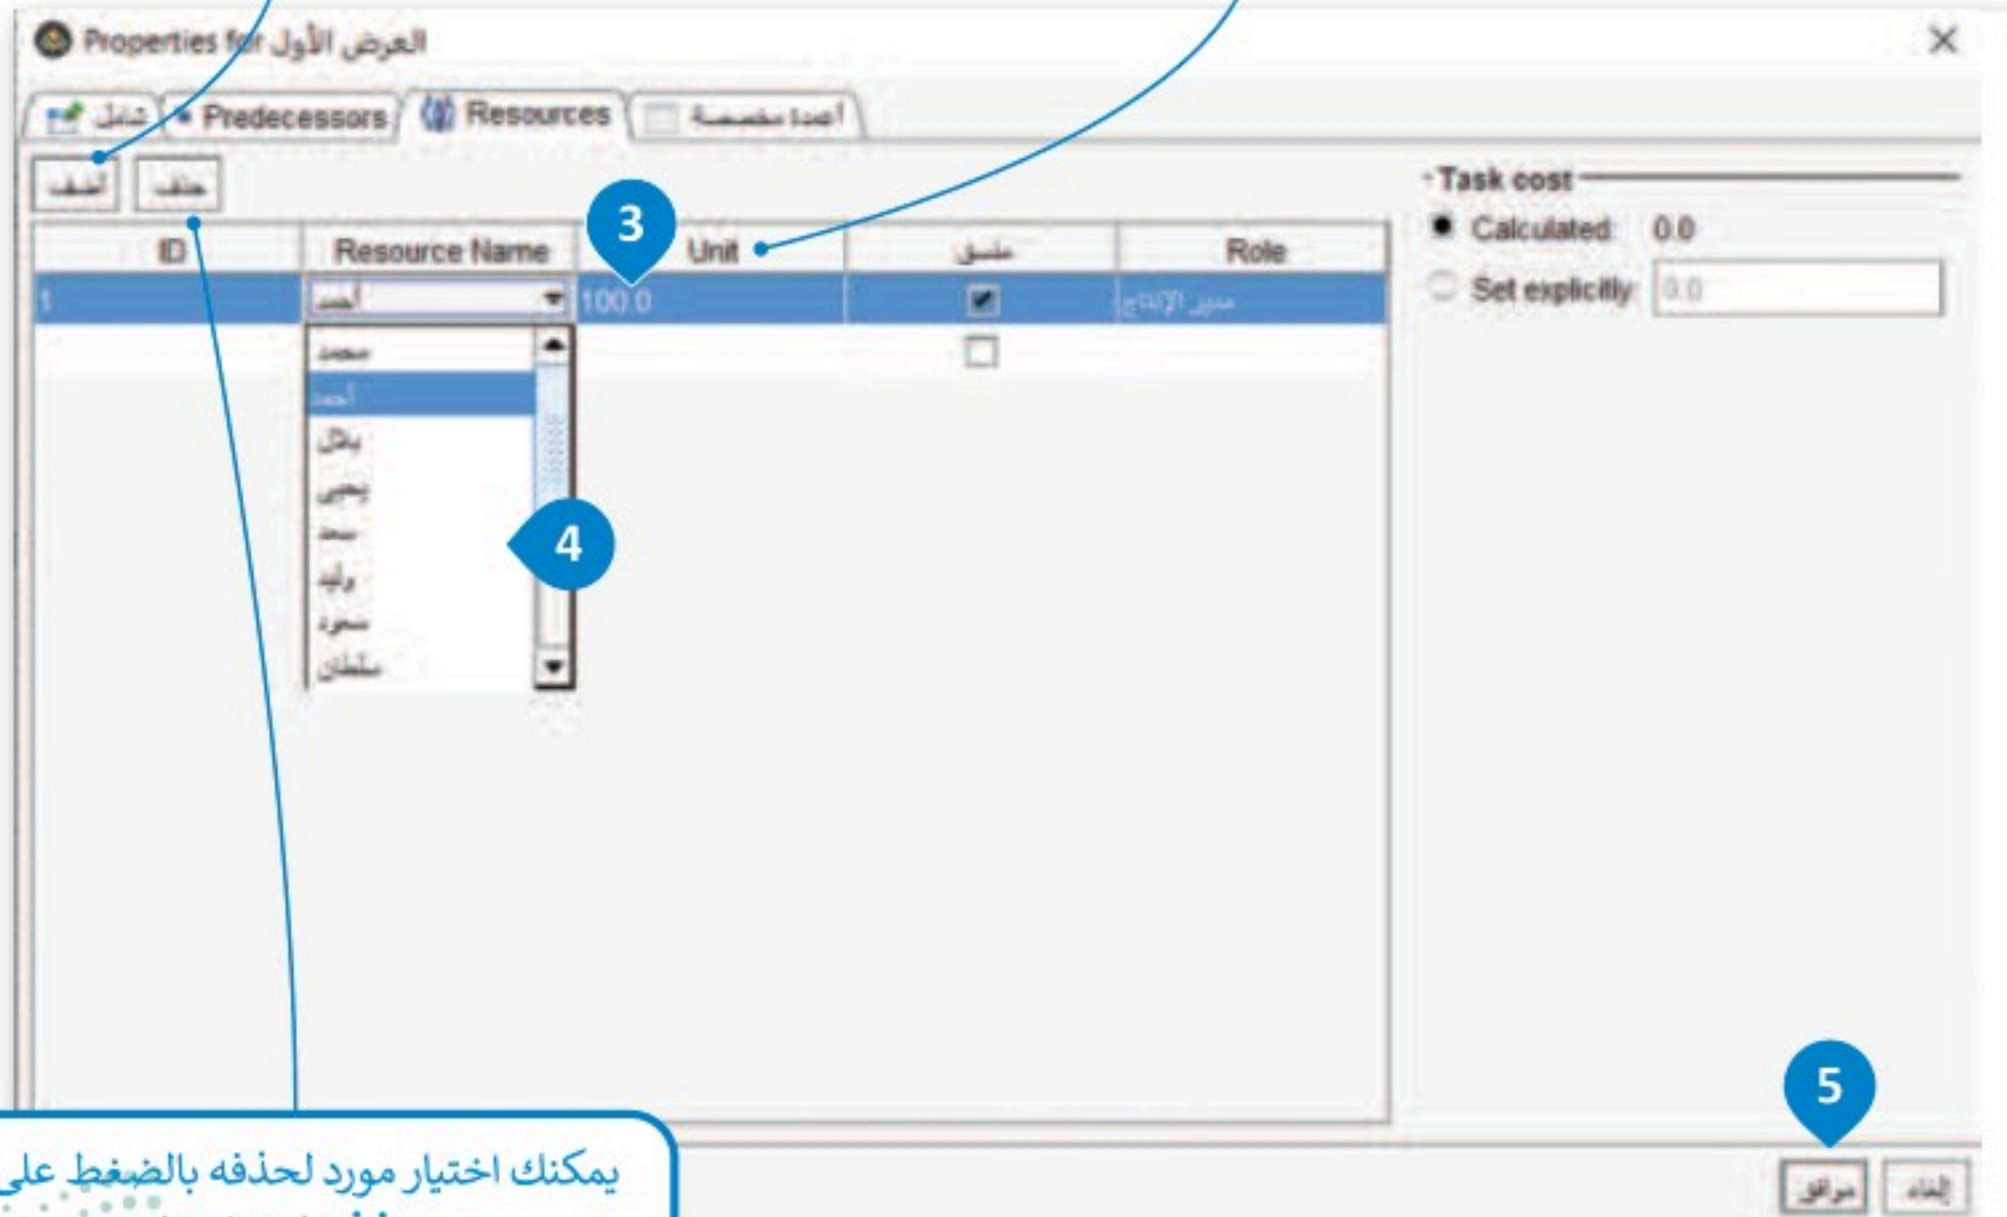 Properties for العرض الأول
شامل Predecessors Resources أعمدة مخصصة
أضف حذف
ID Resource Name Unit منسق Role
1 أحمد 100.0 مدير الإنتاج
محمد
أحمد
بلال
يحيى
سعد
وليد
سعود
سلطان
Task cost
Calculated: 0.0
Set explicitly: 0.0
3
4
5
موافق إلغاء
يمكنك اختيار مورد لحذفه بالضغط على